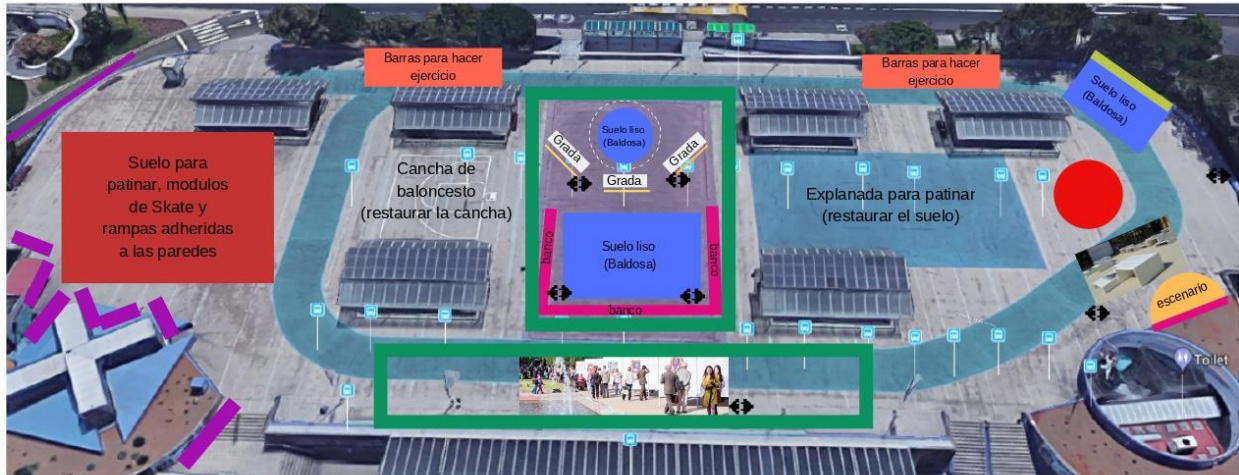 Barras para hacer
ejercicio
Barras para hacer
ejercicio
Suelo liso
(Baldosa)
Suelo liso
(Baldosa)
Grada
Grada
Grada
Suelo para
patinar, modulos
de Skate y
rampas adheridas
a las paredes
Cancha de
baloncesto
(restaurar la cancha)
Explanada para patinar
(restaurar el suelo)
Suelo liso
(Baldosa)
banco
banco
banco
escenario
Toilet